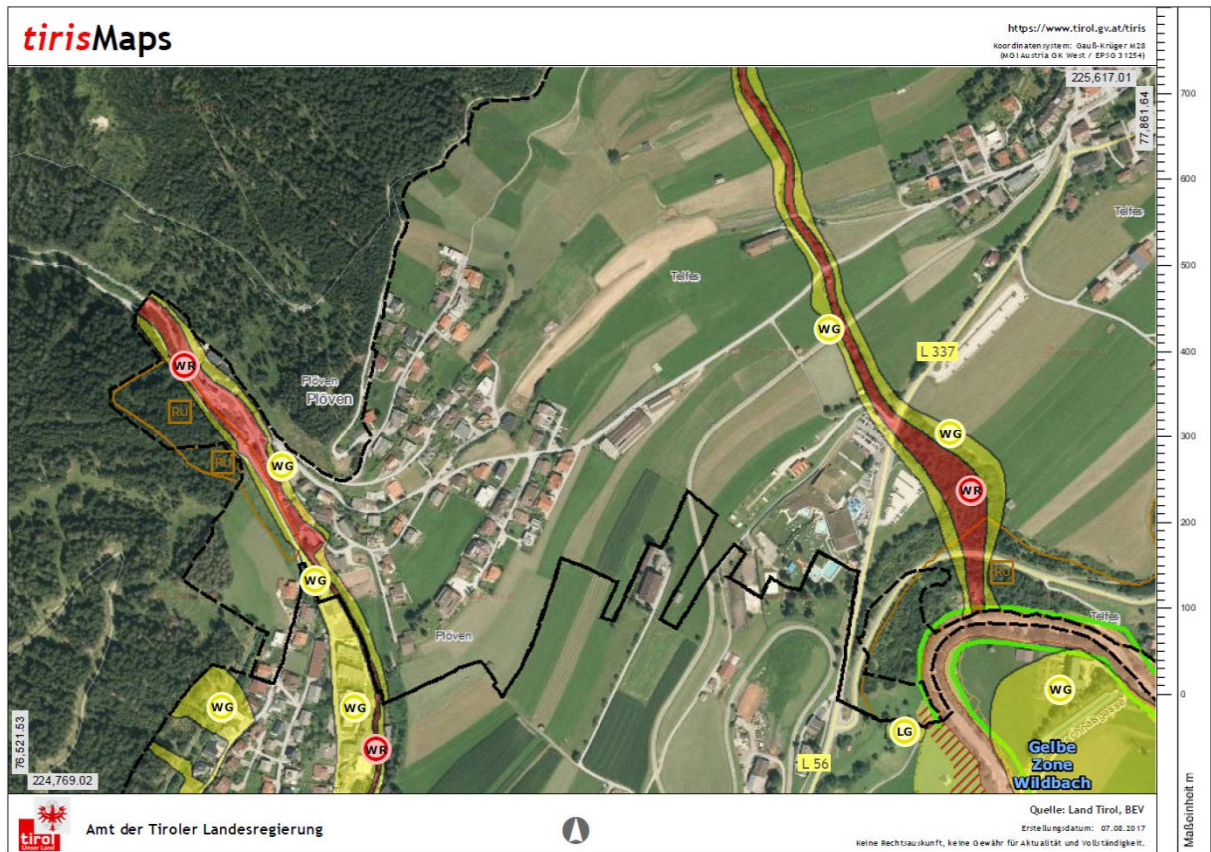 tirisMaps
https://www.tirol.gv.at/tiris
Koordinatensystem: Gauß-Krüger M28
(MGI Austria GK West / EPSG 31254)
225,617.01
77,861.64
700
600
Telfes
500
Telfes
WG
L 337
400
WR
Plöven
Plöven
RU
WG
300
RU
WG
WR
200
WG
RU
100
Telfes
Plöven
WG
WG
WG
0
LG
WR
76,521.53
224,769.02
L 56
Gelbe
Zone
Wildbach
Maßeinheit m
tirol
Unser Land
Amt der Tiroler Landesregierung
Quelle: Land Tirol, BEV
Erstellungsdatum: 07.08.2017
Keine Rechtsauskunft, keine Gewähr für Aktualität und Vollständigkeit.